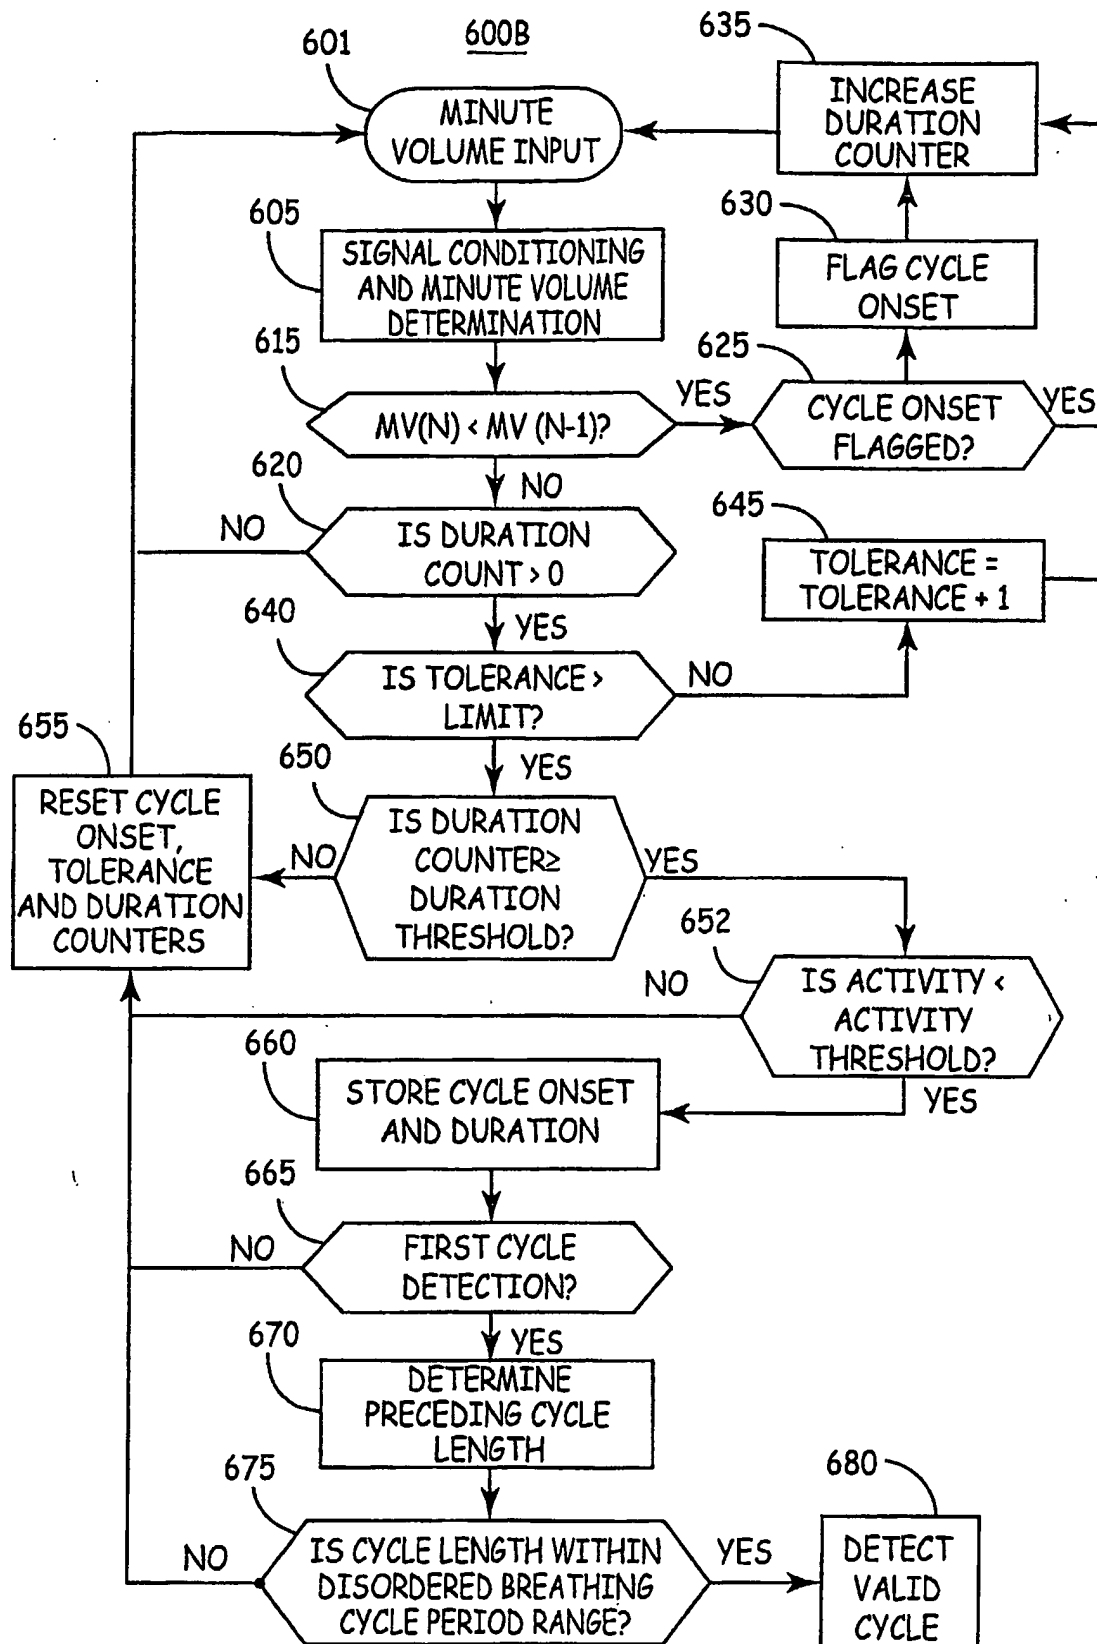 600B
601
MINUTE
VOLUME INPUT
635
INCREASE
DURATION
COUNTER
605
SIGNAL CONDITIONING
AND MINUTE VOLUME
DETERMINATION
630
FLAG CYCLE
ONSET
615
MV(N) < MV (N-1)?
YES
NO
625
CYCLE ONSET
FLAGGED?
YES
620
IS DURATION
COUNT > 0
NO
YES
645
TOLERANCE =
TOLERANCE + 1
640
IS TOLERANCE >
LIMIT?
NO
YES
655
RESET CYCLE
ONSET,
TOLERANCE
AND DURATION
COUNTERS
650
IS DURATION
COUNTER≥
DURATION
THRESHOLD?
NO
YES
652
IS ACTIVITY <
ACTIVITY
THRESHOLD?
NO
YES
660
STORE CYCLE ONSET
AND DURATION
665
FIRST CYCLE
DETECTION?
NO
YES
670
DETERMINE
PRECEDING CYCLE
LENGTH
675
IS CYCLE LENGTH WITHIN
DISORDERED BREATHING
CYCLE PERIOD RANGE?
NO
YES
680
DETECT
VALID
CYCLE